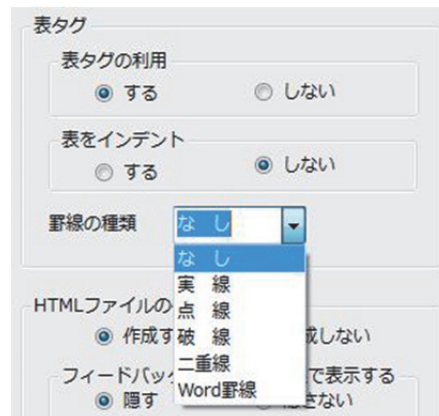 表タグ
表タグの利用
する しない
表をインデント
する しない
罫線の種類 な し
な し
実 線
点 線
二重線
Word罫線
破 線
HTMLファイルの
作成す 成しない
フィードバッ で表示する
隠す さない